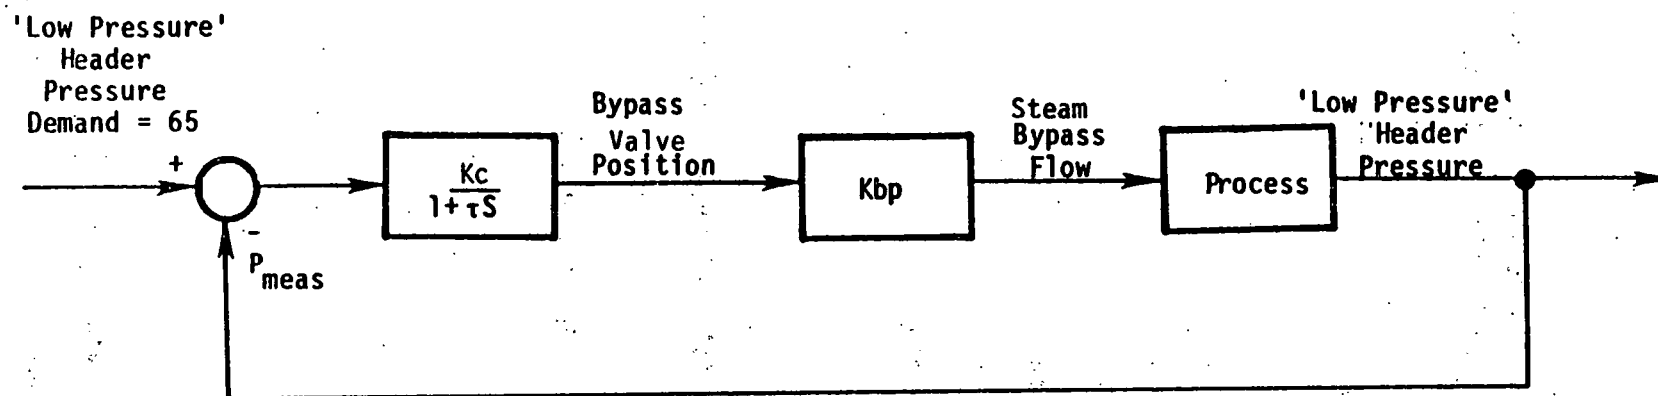 'Low Pressure'
Header
Pressure
Demand = 65
+
-
P meas
Kc
1+τS
Bypass
Valve
Position
Kbp
Steam
Bypass
Flow
Process
'Low Pressure'
Header
Pressure